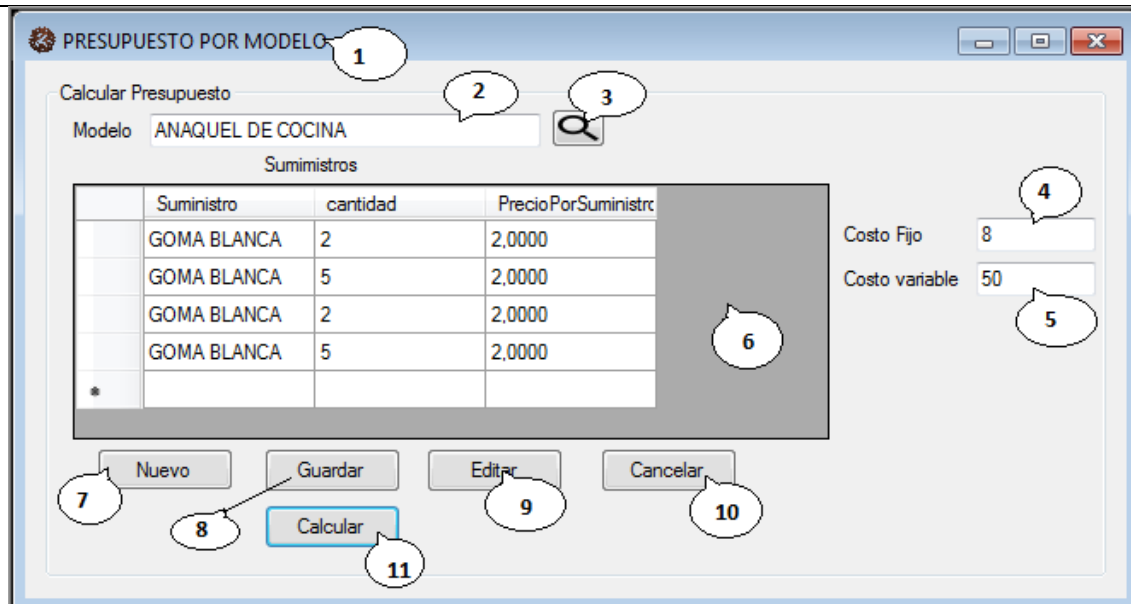 PRESUPUESTO POR MODELO
1
Calcular Presupuesto
2
3
Modelo ANAQUEL DE COCINA
Sumimistros
4
Suministro cantidad PrecioPorSuministro
GOMA BLANCA 2 2,0000
Costo Fijo 8
GOMA BLANCA 5 2,0000
Costo variable 50
GOMA BLANCA 2 2,0000
5
GOMA BLANCA 5 2,0000
6
*
Nuevo Guardar Editar Cancelar
7
8
9
10
Calcular
11